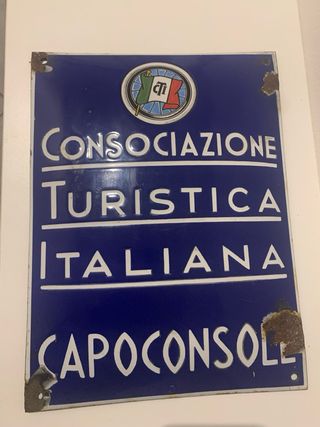 CTI
CONSOCIAZIONE
TURISTICA
ITALIANA
CAPOCONSOLE